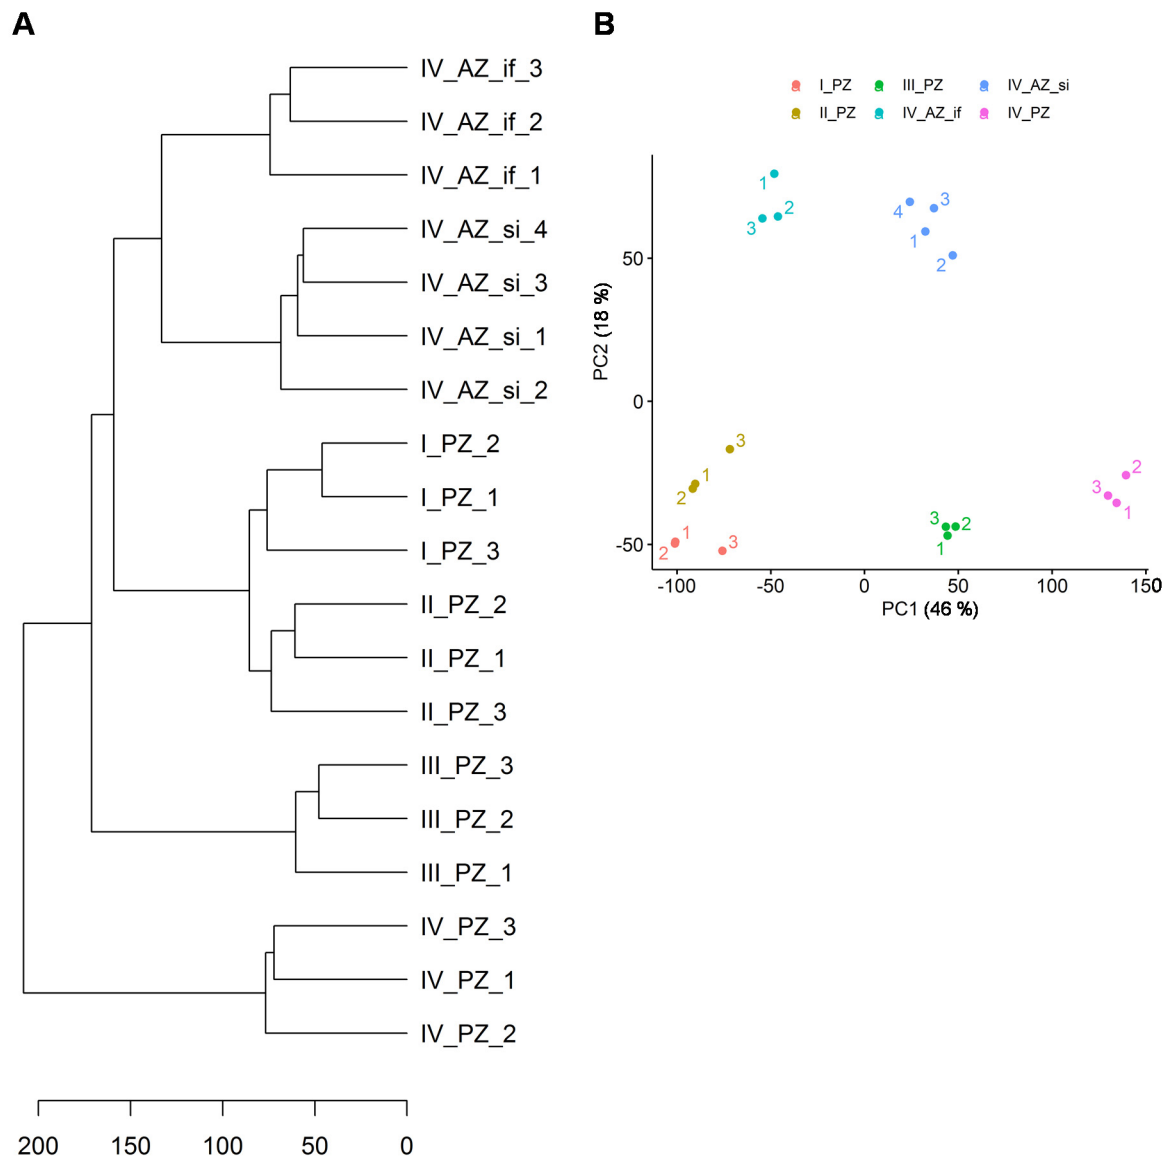 A
IV_AZ_if_3
IV_AZ_if_2
IV_AZ_if_1
IV_AZ_si_4
IV_AZ_si_3
IV_AZ_si_1
IV_AZ_si_2
I_PZ_2
I_PZ_1
I_PZ_3
II_PZ_2
II_PZ_1
II_PZ_3
III_PZ_3
III_PZ_2
III_PZ_1
IV_PZ_3
IV_PZ_1
IV_PZ_2
200 150 100 50 0
B
a I_PZ a III_PZ a IV_AZ_si
a II_PZ a IV_AZ_if a IV_PZ
1
2
3
3
4
1
2
3
1
2
2
3
1
3
2
1
1
2
3
50
0
-50
PC2 (18 %)
-100 -50 0 50 100 150
PC1 (46 %)